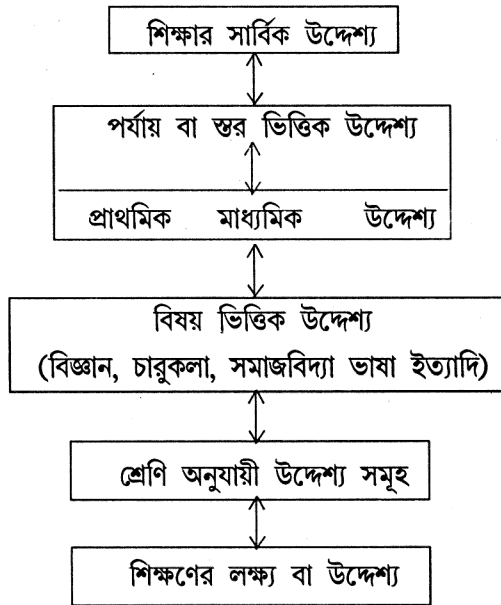 শিক্ষার সার্বিক উদ্দেশ্য
পর্যায় বা স্তর ভিত্তিক উদ্দেশ্য
প্রাথমিক মাধ্যমিক উদ্দেশ্য
বিষয় ভিত্তিক উদ্দেশ্য
(বিজ্ঞান, চারুকলা, সমাজবিদ্যা ভাষা ইত্যাদি)
শ্রেণি অনুযায়ী উদ্দেশ্য সমূহ
শিক্ষণের লক্ষ্য বা উদ্দেশ্য